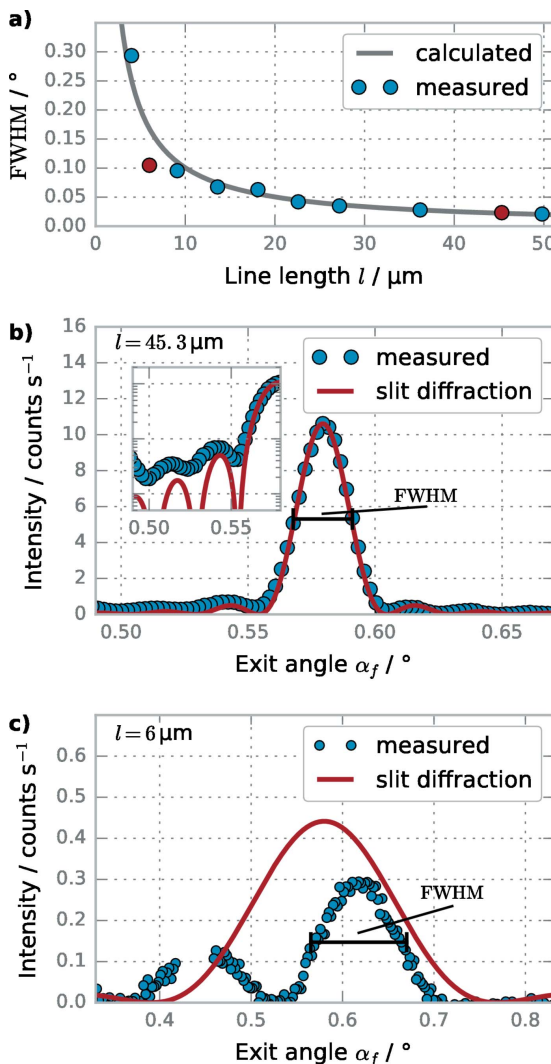 a)
0.30
0.25
0.20
0.15
0.10
0.05
0.00
FWHM / °
calculated
measured
0 10 20 30 40 50
Line length l / µm
b)
16
14
12
10
8
6
4
2
0
Intensity / counts s⁻¹
l = 45.3 µm
measured
slit diffraction
FWHM
0.50 0.55
0.50 0.55 0.60 0.65
Exit angle α_f / °
c)
0.6
0.5
0.4
0.3
0.2
0.1
0.0
Intensity / counts s⁻¹
l = 6 µm
measured
slit diffraction
FWHM
0.4 0.5 0.6 0.7 0.8
Exit angle α_f / °